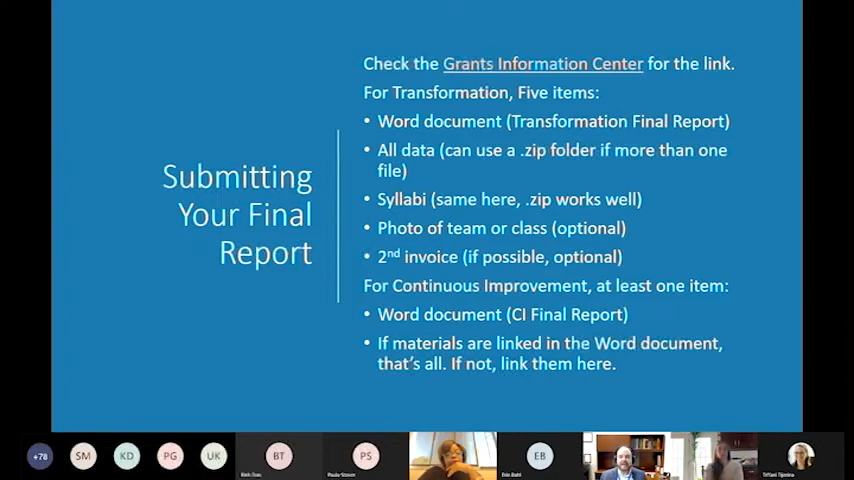 Submitting
Your Final
Report
Check the Grants Information Center for the link.
For Transformation, Five items:
• Word document (Transformation Final Report)
• All data (can use a .zip folder if more than one
file)
• Syllabi (same here, .zip works well)
• Photo of team or class (optional)
• 2nd invoice (if possible, optional)
For Continuous Improvement, at least one item:
• Word document (CI Final Report)
• If materials are linked in the Word document,
that's all. If not, link them here.
+78
SM
KD
PG
UK
BT
PS
EB